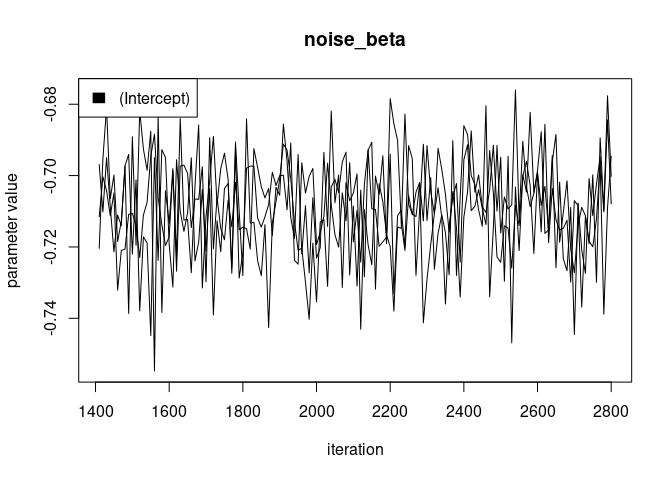 noise_beta
(Intercept)
parameter value
-0.68
-0.70
-0.72
-0.74
1400 1600 1800 2000 2200 2400 2600 2800
iteration